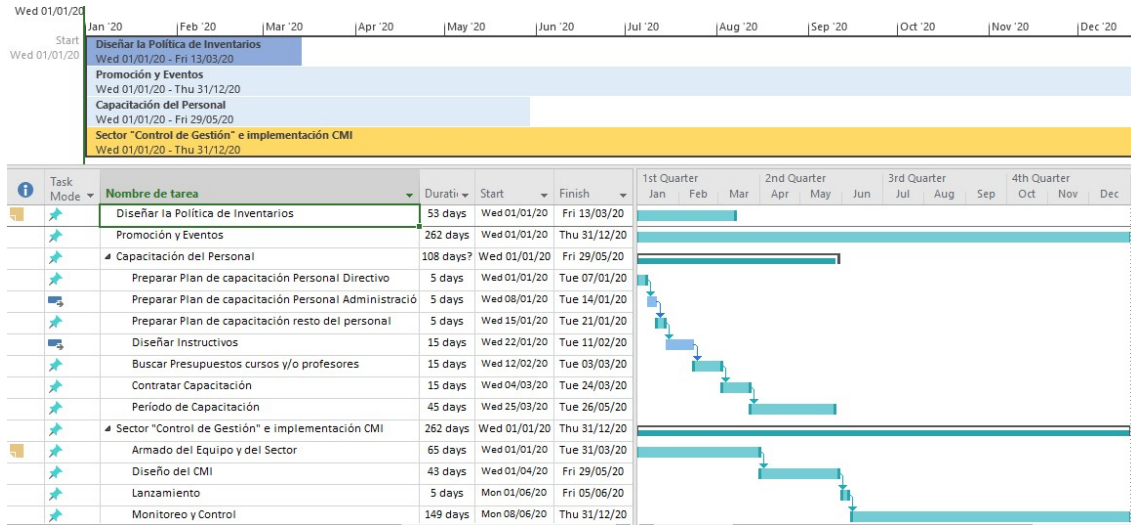 Wed 01/01/20
Jan '20 Feb '20 Mar '20 Apr '20 May '20 Jun '20 Jul '20 Aug '20 Sep '20 Oct '20 Nov '20 Dec '20
Start
Wed 01/01/20
Diseñar la Política de Inventarios
Wed 01/01/20 - Fri 13/03/20
Promoción y Eventos
Wed 01/01/20 - Thu 31/12/20
Capacitación del Personal
Wed 01/01/20 - Fri 29/05/20
Sector "Control de Gestión" e implementación CMI
Wed 01/01/20 - Thu 31/12/20
Task Mode Nombre de tarea Duratic Start Finish
1st Quarter 2nd Quarter 3rd Quarter 4th Quarter
Jan Feb Mar Apr May Jun Jul Aug Sep Oct Nov Dec
Diseñar la Política de Inventarios 53 days Wed 01/01/20 Fri 13/03/20
Promoción y Eventos 262 days Wed 01/01/20 Thu 31/12/20
Capacitación del Personal 108 days? Wed 01/01/20 Fri 29/05/20
Preparar Plan de capacitación Personal Directivo 5 days Wed 01/01/20 Tue 07/01/20
Preparar Plan de capacitación Personal Administració 5 days Wed 08/01/20 Tue 14/01/20
Preparar Plan de capacitación resto del personal 5 days Wed 15/01/20 Tue 21/01/20
Diseñar Instructivos 15 days Wed 22/01/20 Tue 11/02/20
Buscar Presupuestos cursos y/o profesores 15 days Wed 12/02/20 Tue 03/03/20
Contratar Capacitación 15 days Wed 04/03/20 Tue 24/03/20
Período de Capacitación 45 days Wed 25/03/20 Tue 26/05/20
Sector "Control de Gestión" e implementación CMI 262 days Wed 01/01/20 Thu 31/12/20
Armado del Equipo y del Sector 65 days Wed 01/01/20 Tue 31/03/20
Diseño del CMI 43 days Wed 01/04/20 Fri 29/05/20
Lanzamiento 5 days Mon 01/06/20 Fri 05/06/20
Monitoreo y Control 149 days Mon 08/06/20 Thu 31/12/20